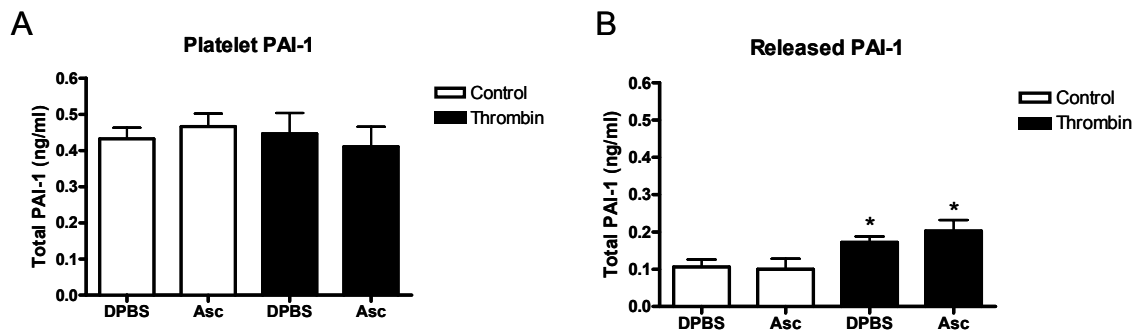 A
Platelet PAI-1
Total PAI-1 (ng/ml)
0.6
0.5
0.4
0.3
0.2
0.1
0.0
DPBS Asc DPBS Asc
Control
Thrombin
B
Released PAI-1
Total PAI-1 (ng/ml)
0.6
0.5
0.4
0.3
0.2
0.1
0.0
* *
DPBS Asc DPBS Asc
Control
Thrombin